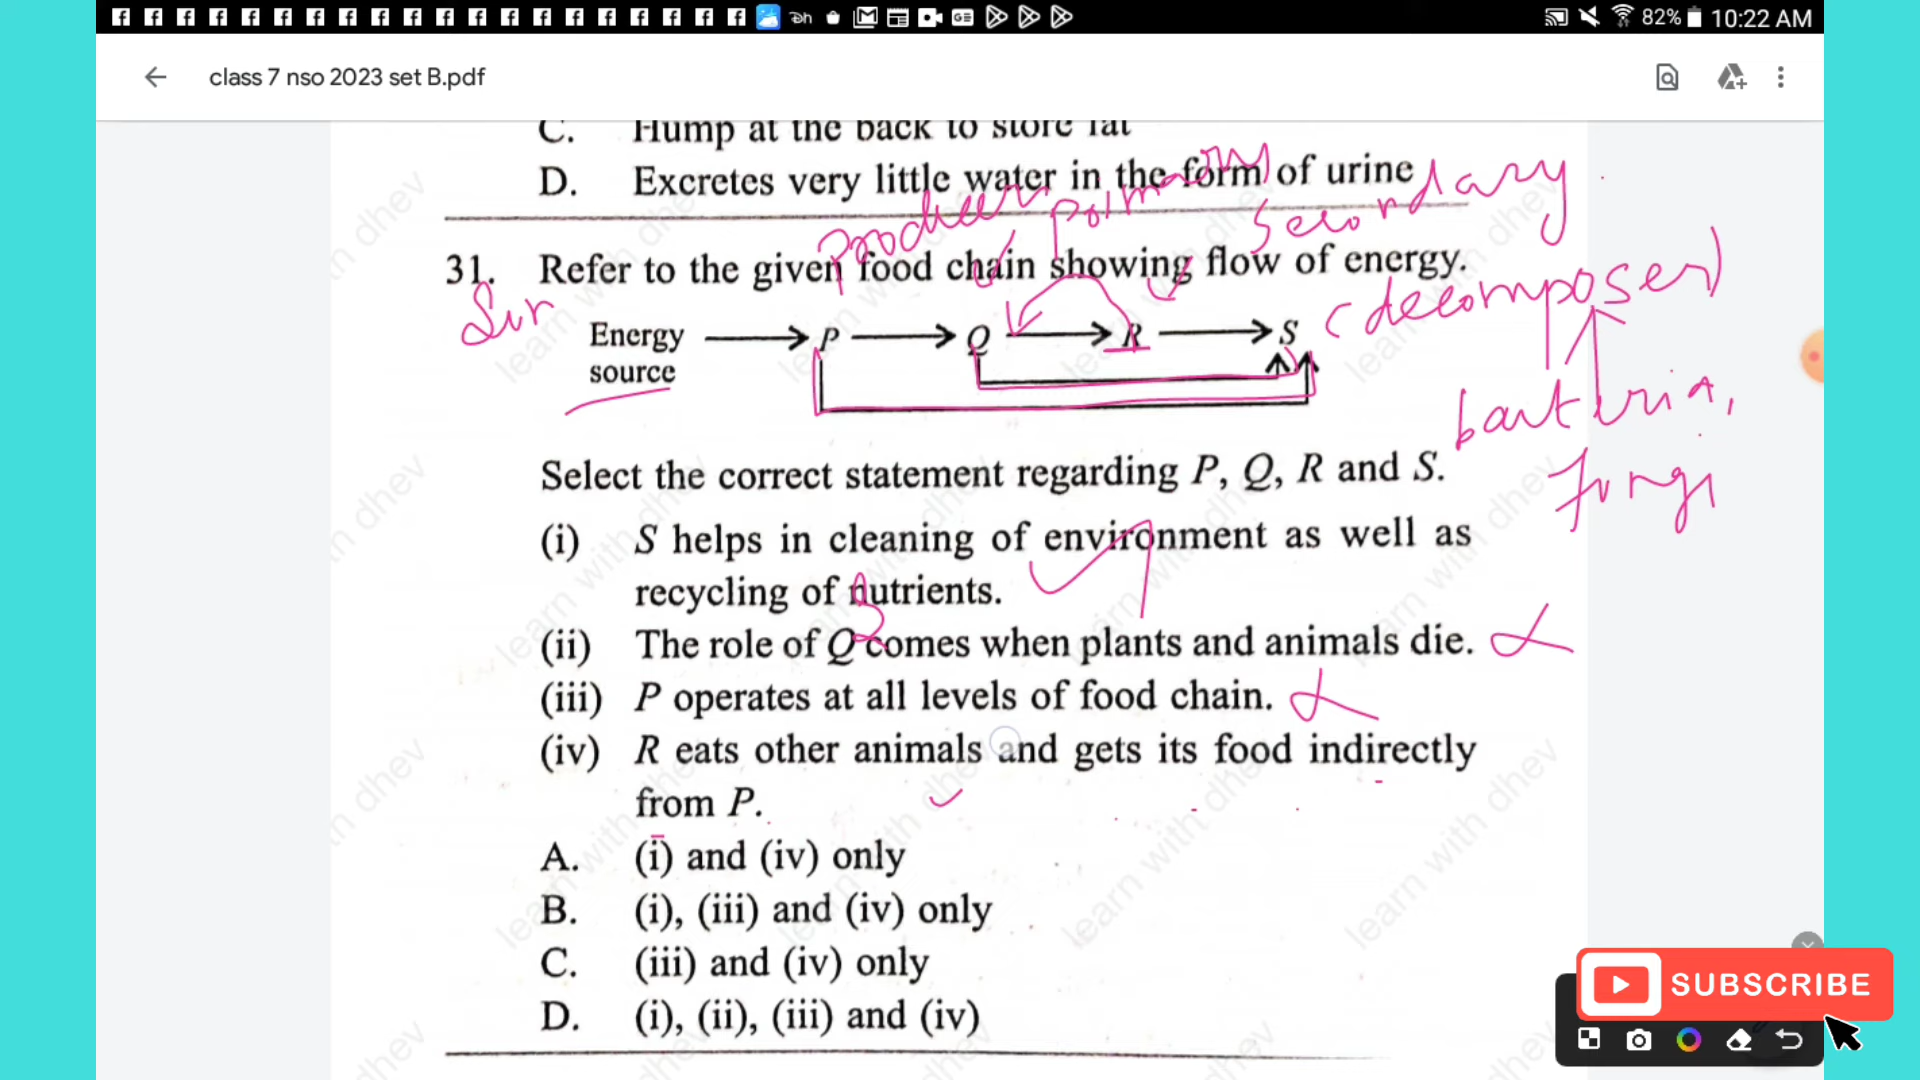 82% 10:22 AM
class 7 nso 2023 set B.pdf
C. Hump at the back to store fat
D. Excretes very little water in the form of urine
Producer Primary Secondary
31. Refer to the given food chain showing flow of energy.
Sun
Energy source P Q R S
(decomposer)
bacteria,
fungi
Select the correct statement regarding P, Q, R and S.
(i) S helps in cleaning of environment as well as
recycling of nutrients.
(ii) The role of Q comes when plants and animals die.
(iii) P operates at all levels of food chain.
(iv) R eats other animals and gets its food indirectly
from P.
A. (i) and (iv) only
B. (i), (iii) and (iv) only
C. (iii) and (iv) only
D. (i), (ii), (iii) and (iv)
learn with dhev
SUBSCRIBE